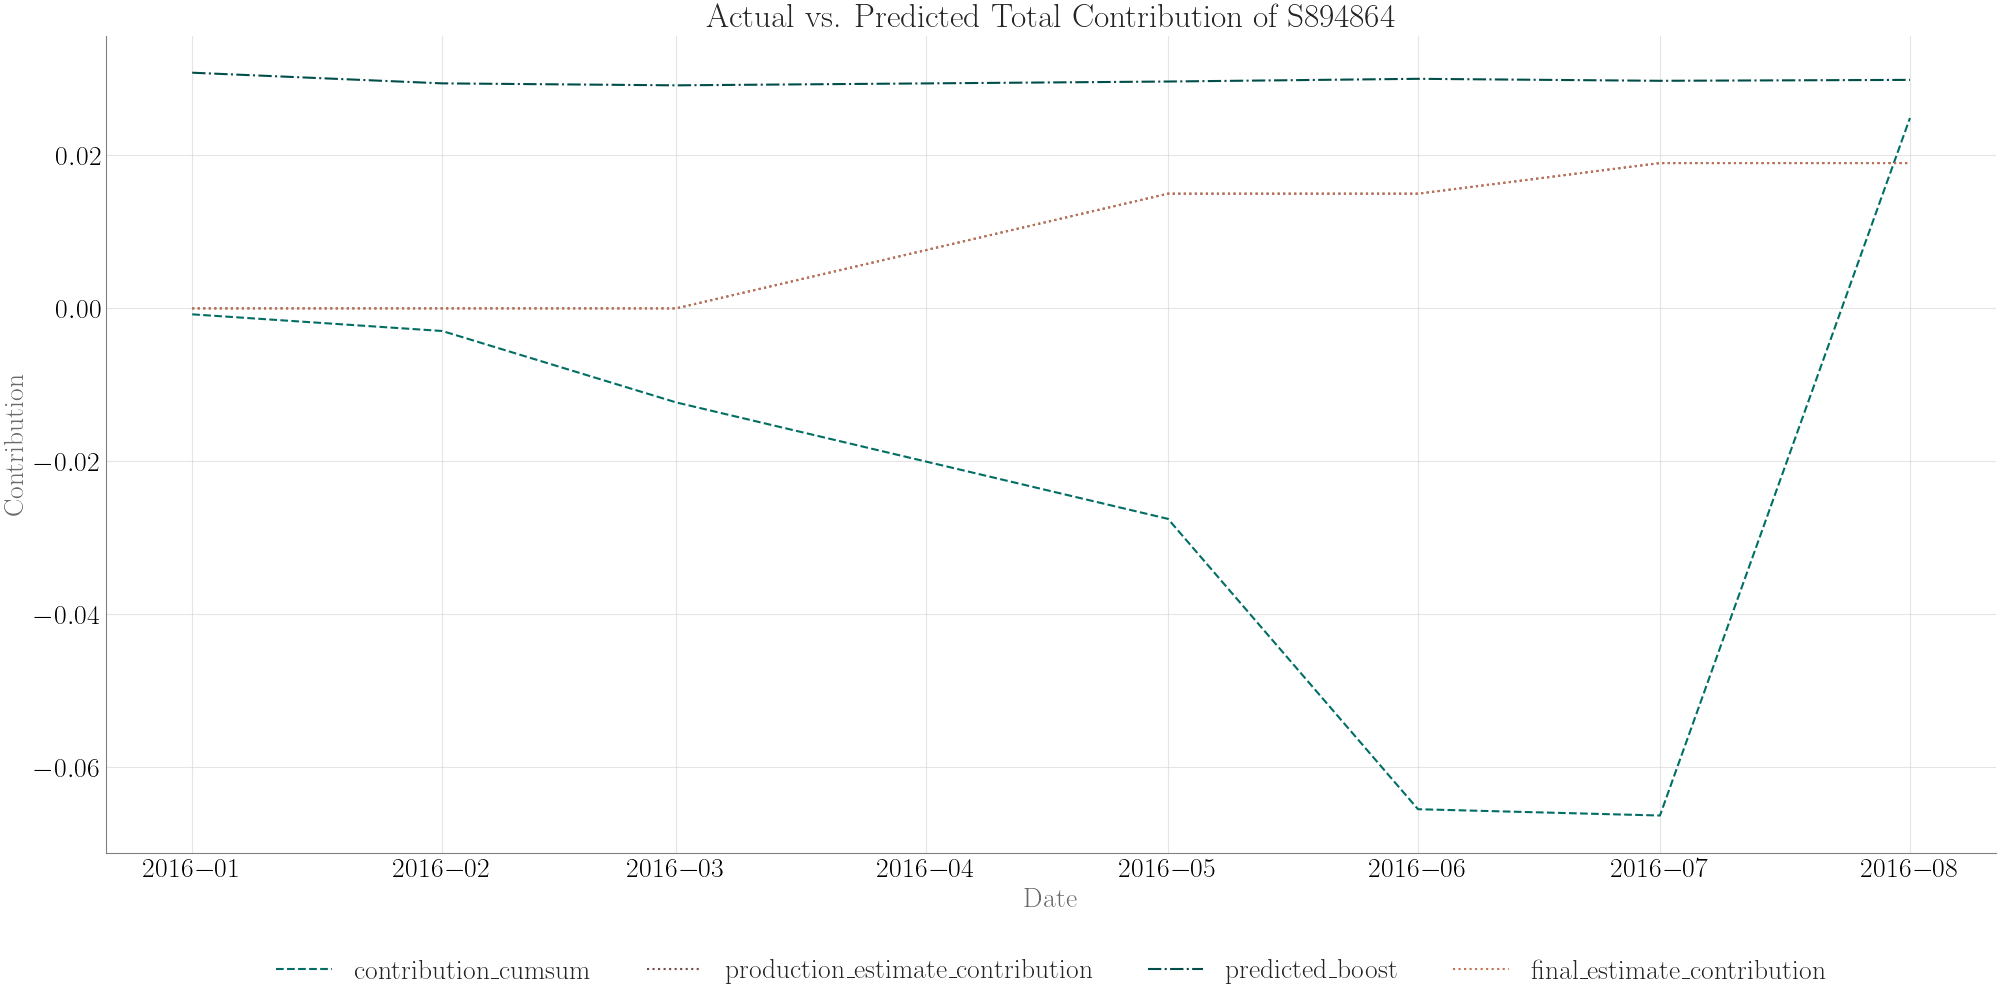 Actual vs. Predicted Total Contribution of S894864
0.02
0.00
−0.02
−0.04
−0.06
Contribution
2016−01 2016−02 2016−03 2016−04 2016−05 2016−06 2016−07 2016−08
Date
contribution_cumsum production_estimate_contribution predicted_boost final_estimate_contribution